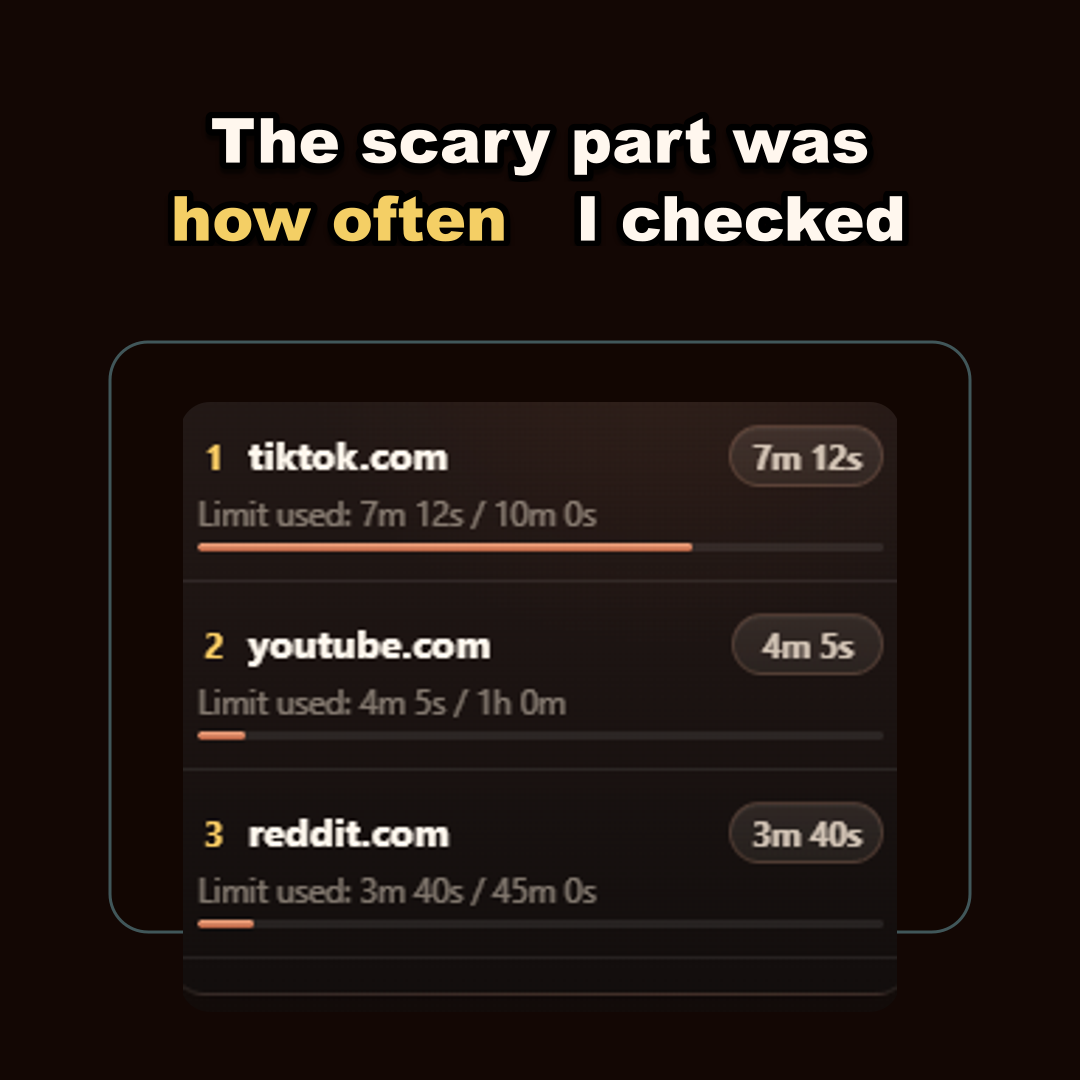 The scary part was
how often I checked
1 tiktok.com 7m 12s
Limit used: 7m 12s / 10m 0s
2 youtube.com 4m 5s
Limit used: 4m 5s / 1h 0m
3 reddit.com 3m 40s
Limit used: 3m 40s / 45m 0s